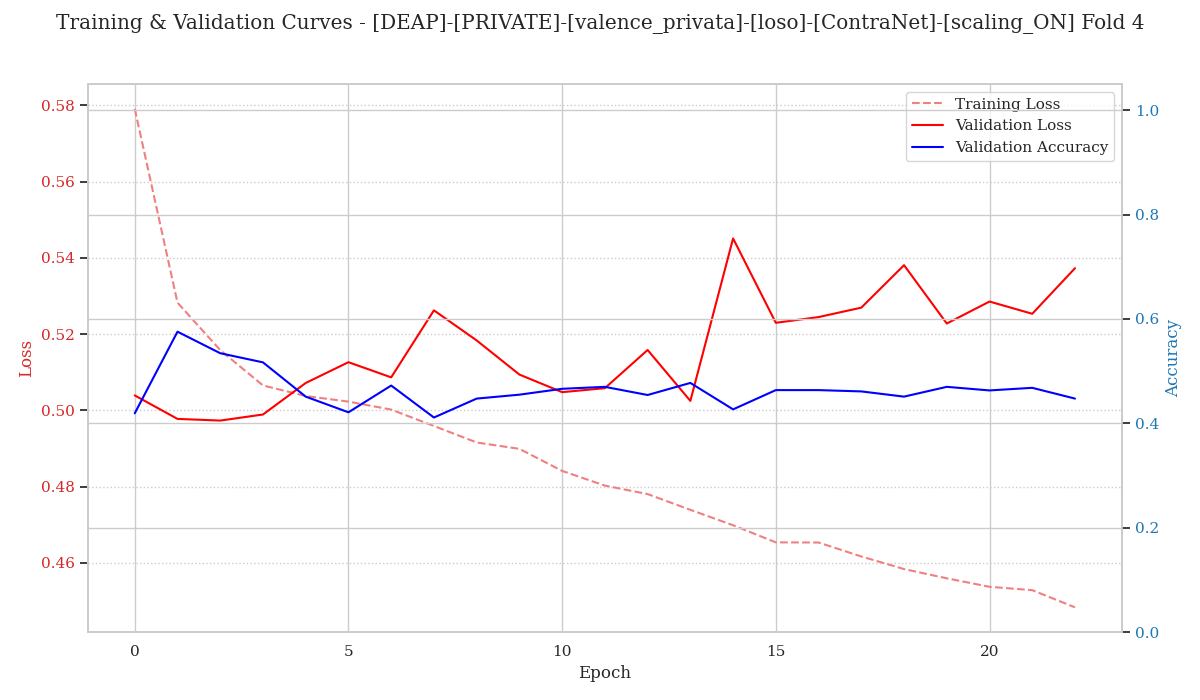 Training & Validation Curves - [DEAP]-[PRIVATE]-[valence_privata]-[loso]-[ContraNet]-[scaling_ON] Fold 4
Training Loss
Validation Loss
Validation Accuracy
0.58
0.56
0.54
0.52
0.50
0.48
0.46
Loss
1.0
0.8
0.6
0.4
0.2
0.0
Accuracy
0
5
10
15
20
Epoch